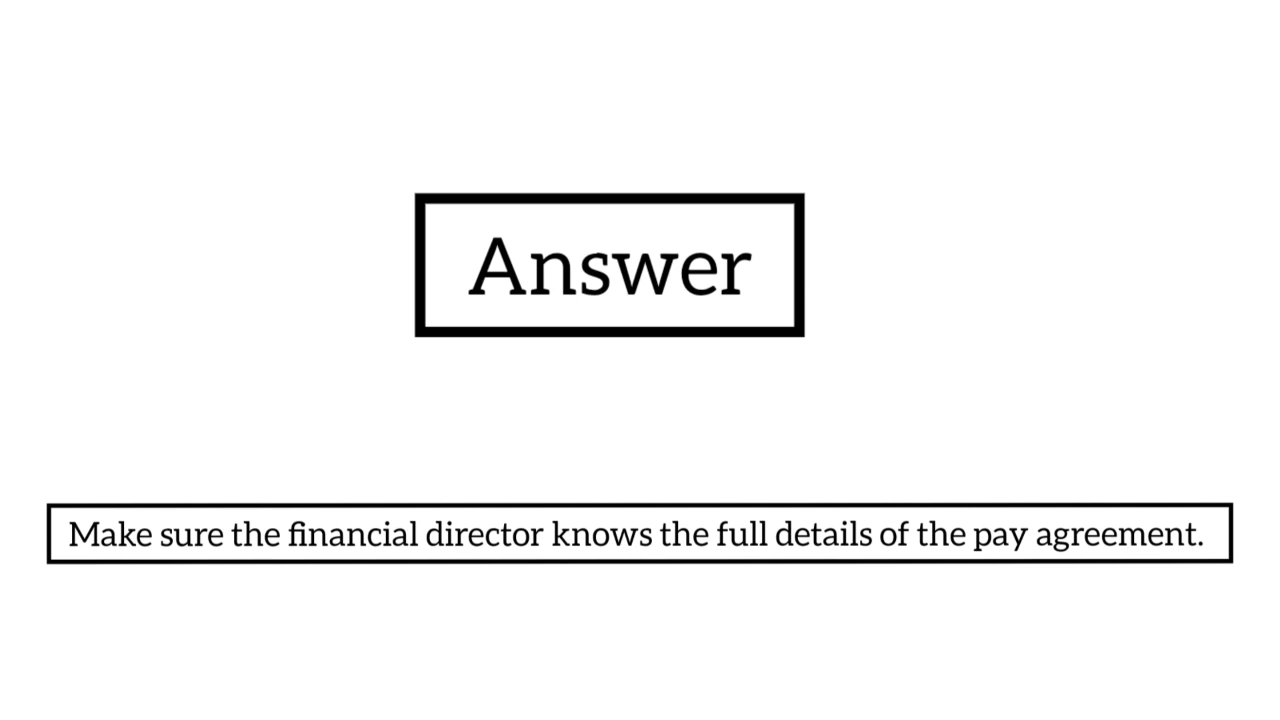 Answer
Make sure the financial director knows the full details of the pay agreement.